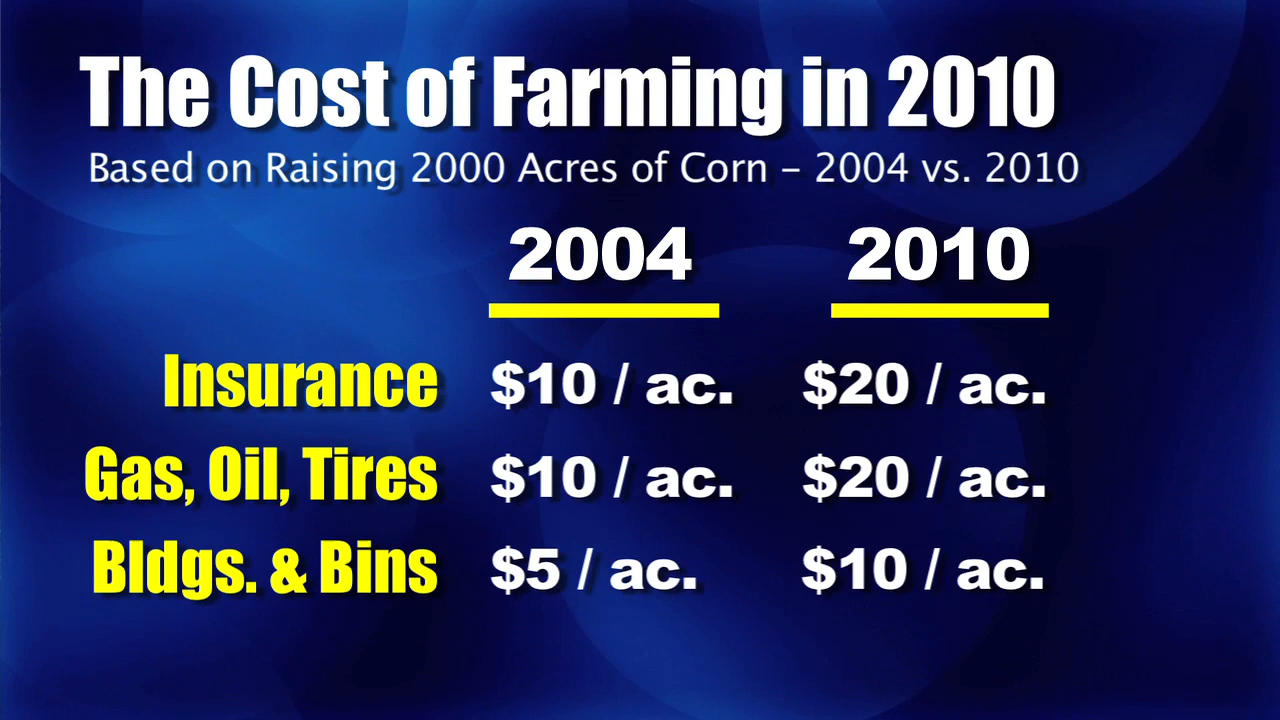 The Cost of Farming in 2010
Based on Raising 2000 Acres of Corn – 2004 vs. 2010
2004 2010
Insurance $10 / ac. $20 / ac.
Gas, Oil, Tires $10 / ac. $20 / ac.
Bldgs. & Bins $5 / ac. $10 / ac.